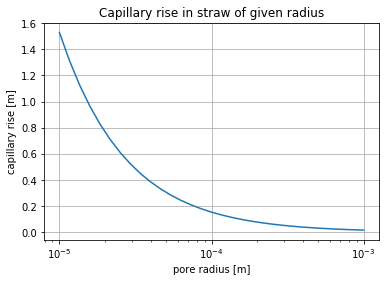 Capillary rise in straw of given radius
capillary rise [m]
1.6
1.4
1.2
1.0
0.8
0.6
0.4
0.2
0.0
10⁻⁵ 10⁻⁴ 10⁻³
pore radius [m]